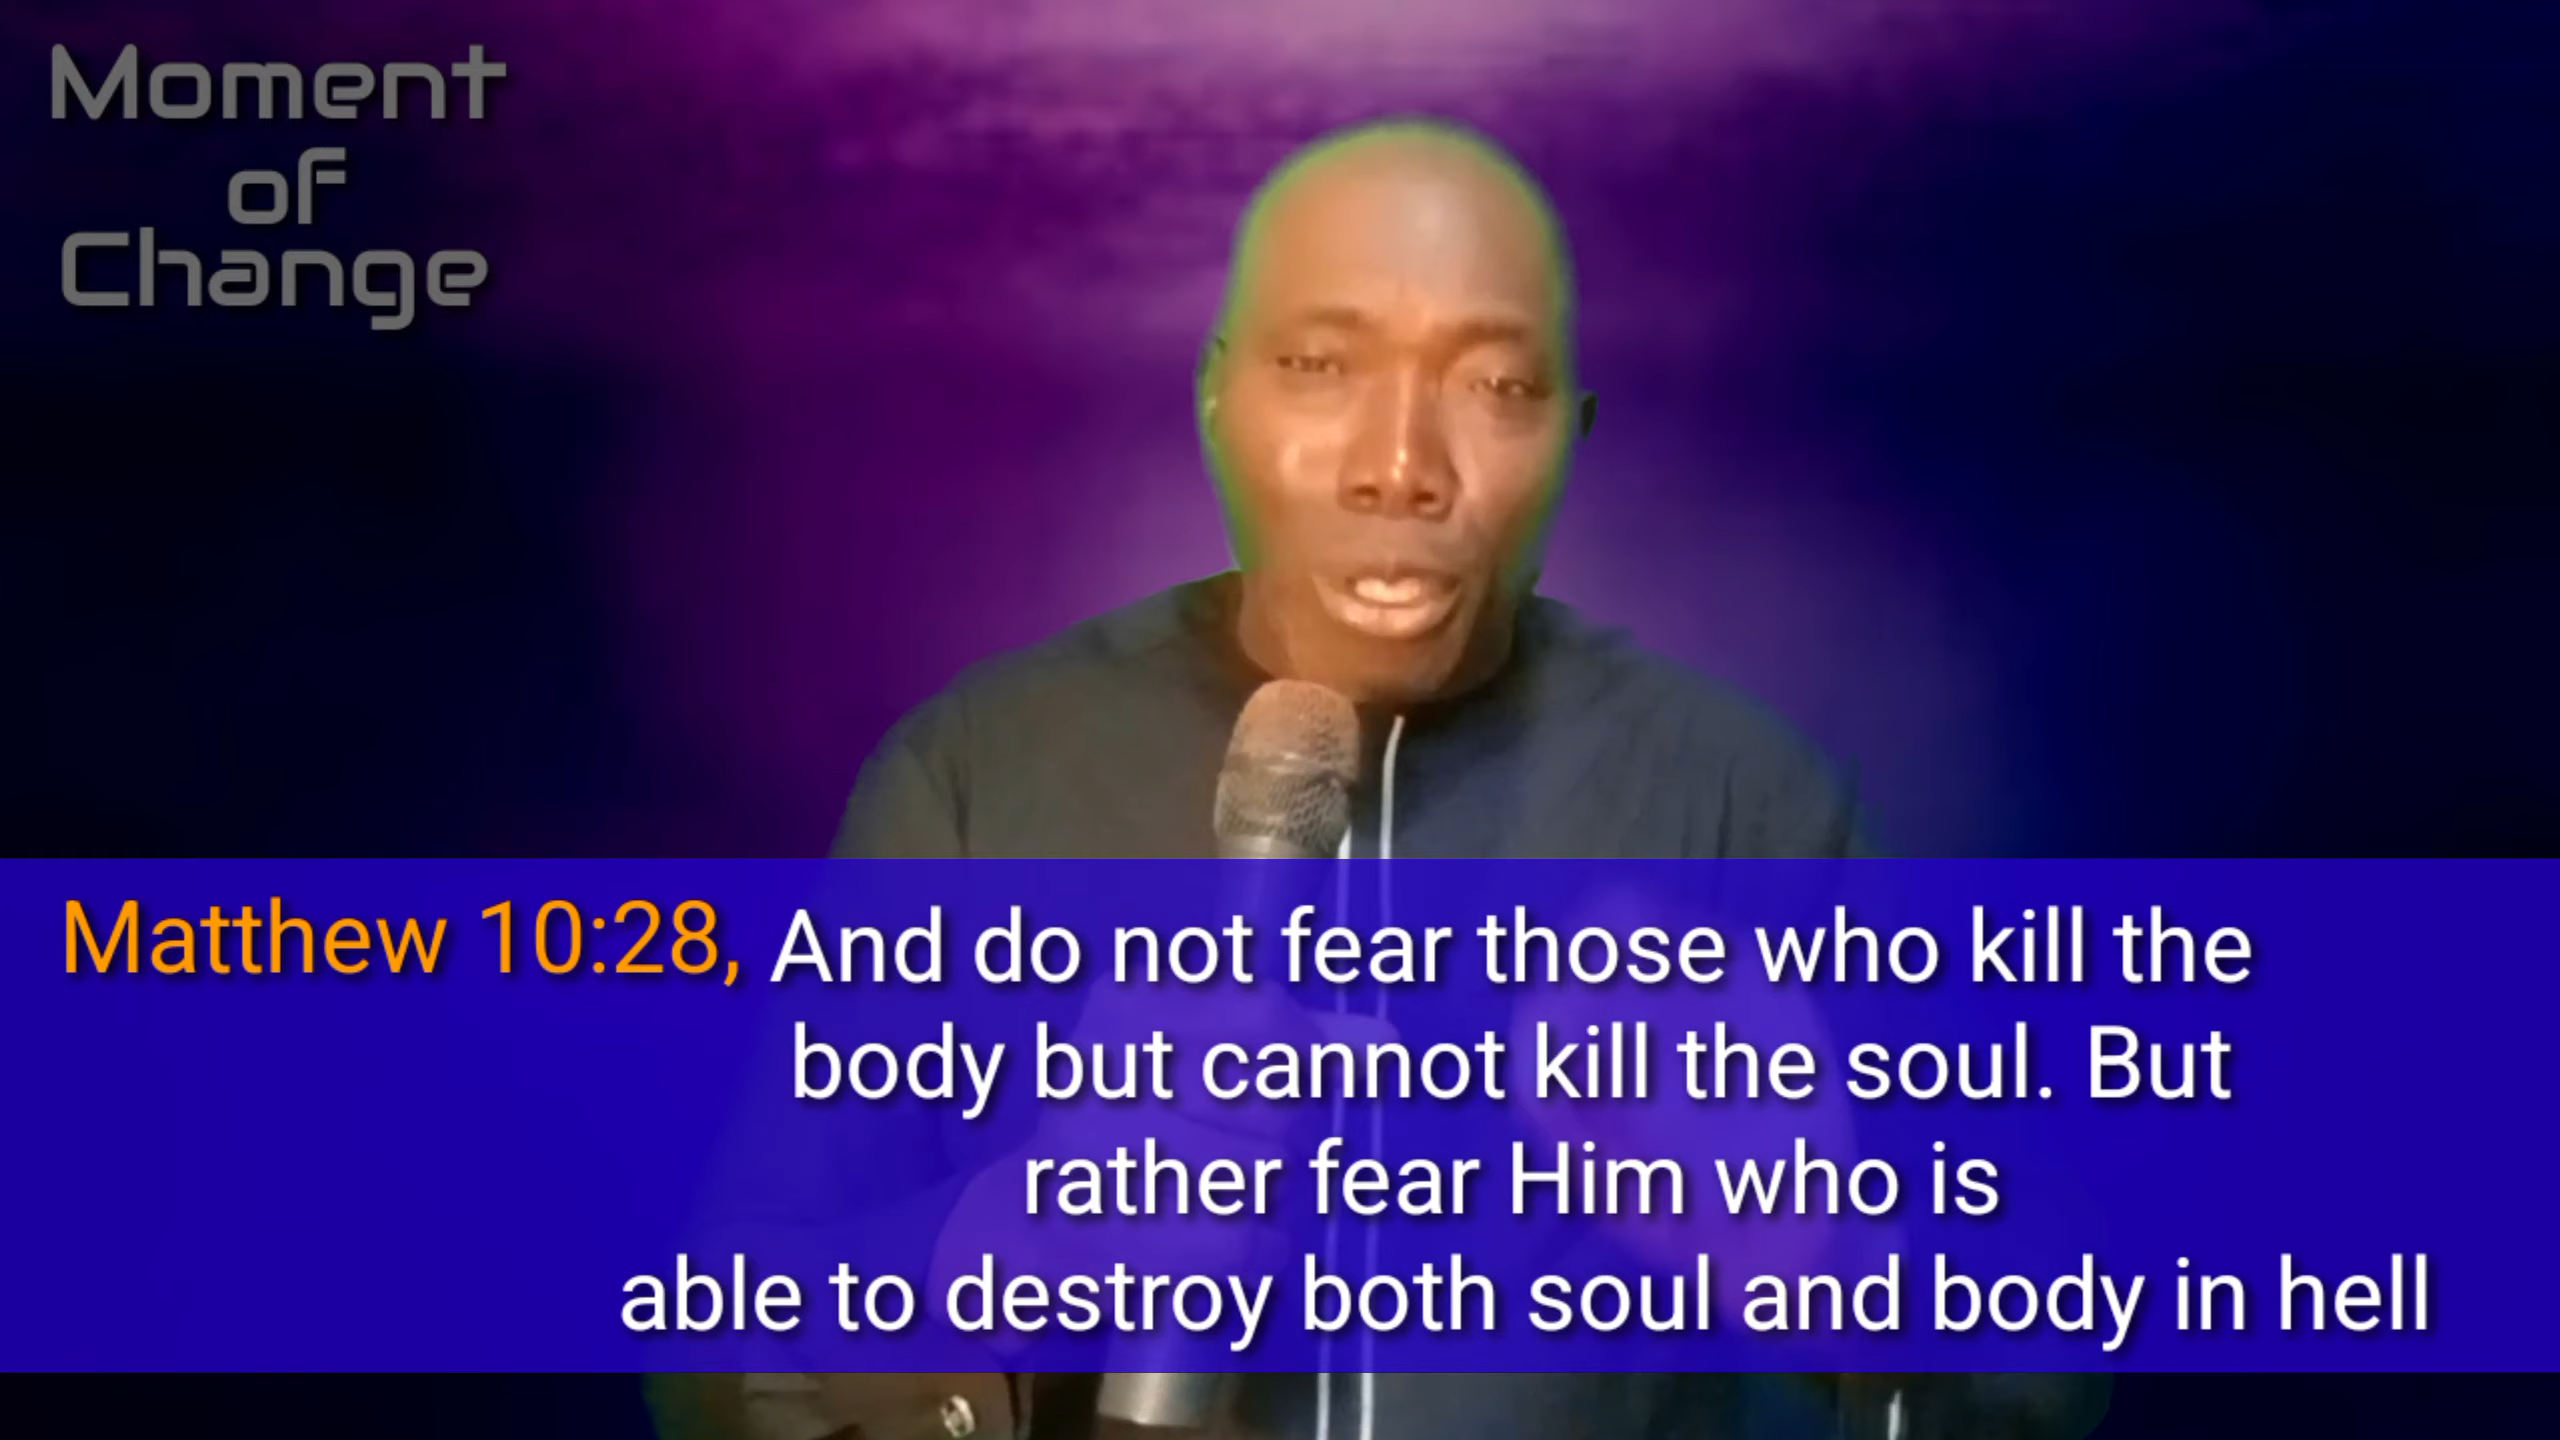 Moment
of
Change
Matthew 10:28, And do not fear those who kill the
body but cannot kill the soul. But
rather fear Him who is
able to destroy both soul and body in hell